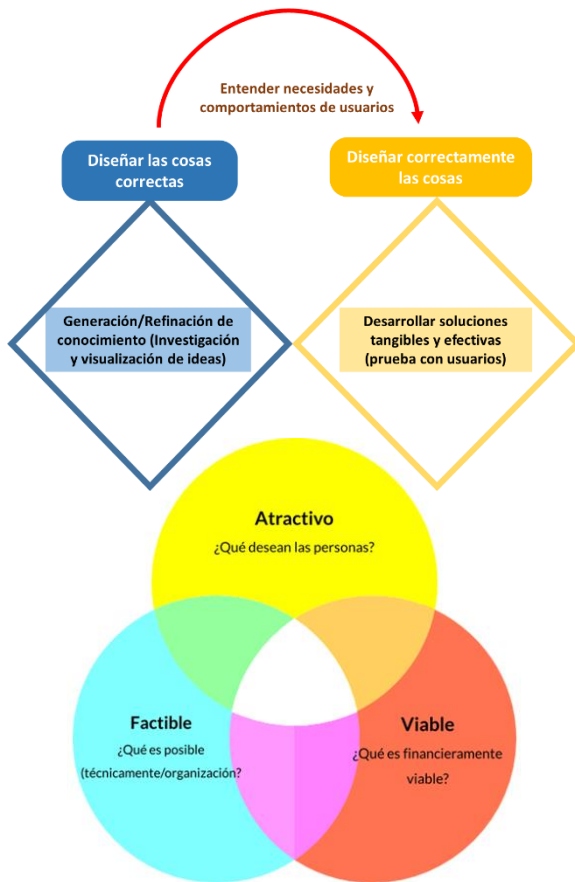 Entender necesidades y
comportamientos de usuarios
Diseñar las cosas
correctas
Diseñar correctamente
las cosas
Generación/Refinación de
conocimiento (Investigación
y visualización de ideas)
Desarrollar soluciones
tangibles y efectivas
(prueba con usuarios)
Atractivo
¿Qué desean las personas?
Factible
¿Qué es posible
(técnicamente/organización?
Viable
¿Qué es financieramente
viable?